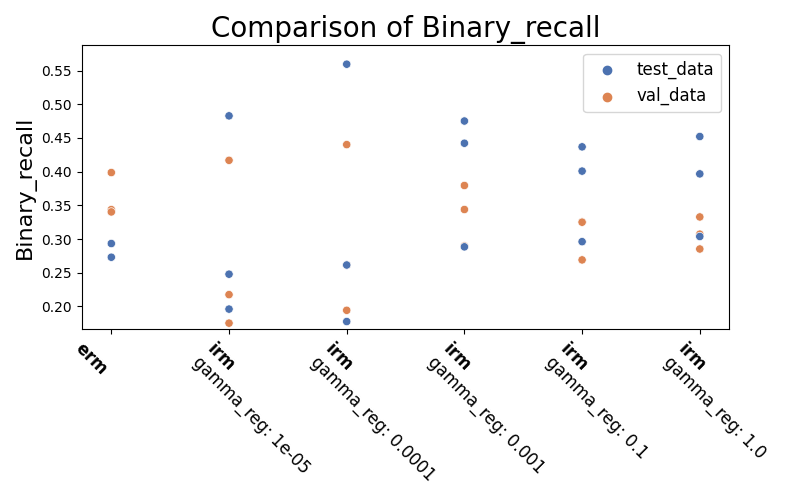 Comparison of Binary_recall
Binary_recall
0.55
0.50
0.45
0.40
0.35
0.30
0.25
0.20
test_data
val_data
erm
irm
gamma_reg: 1e-05
irm
gamma_reg: 0.0001
irm
gamma_reg: 0.001
irm
gamma_reg: 0.1
irm
gamma_reg: 1.0